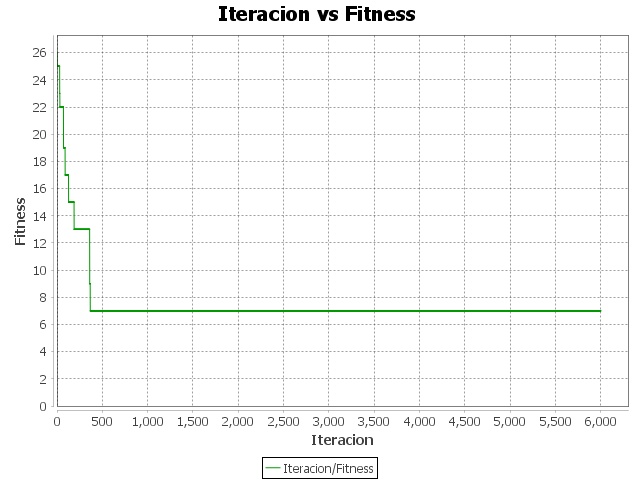 Iteracion vs Fitness
26
24
22
20
18
16
14
12
10
8
6
4
2
0
Fitness
0 500 1,000 1,500 2,000 2,500 3,000 3,500 4,000 4,500 5,000 5,500 6,000
Iteracion
Iteracion/Fitness